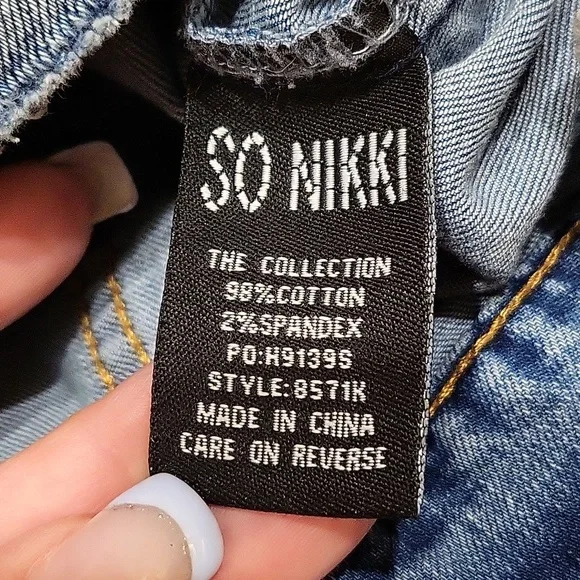 SO NIKKI
THE COLLECTION
98%COTTON
2%SPANDEX
PO:H9139S
STYLE:8571K
MADE IN CHINA
CARE ON REVERSE